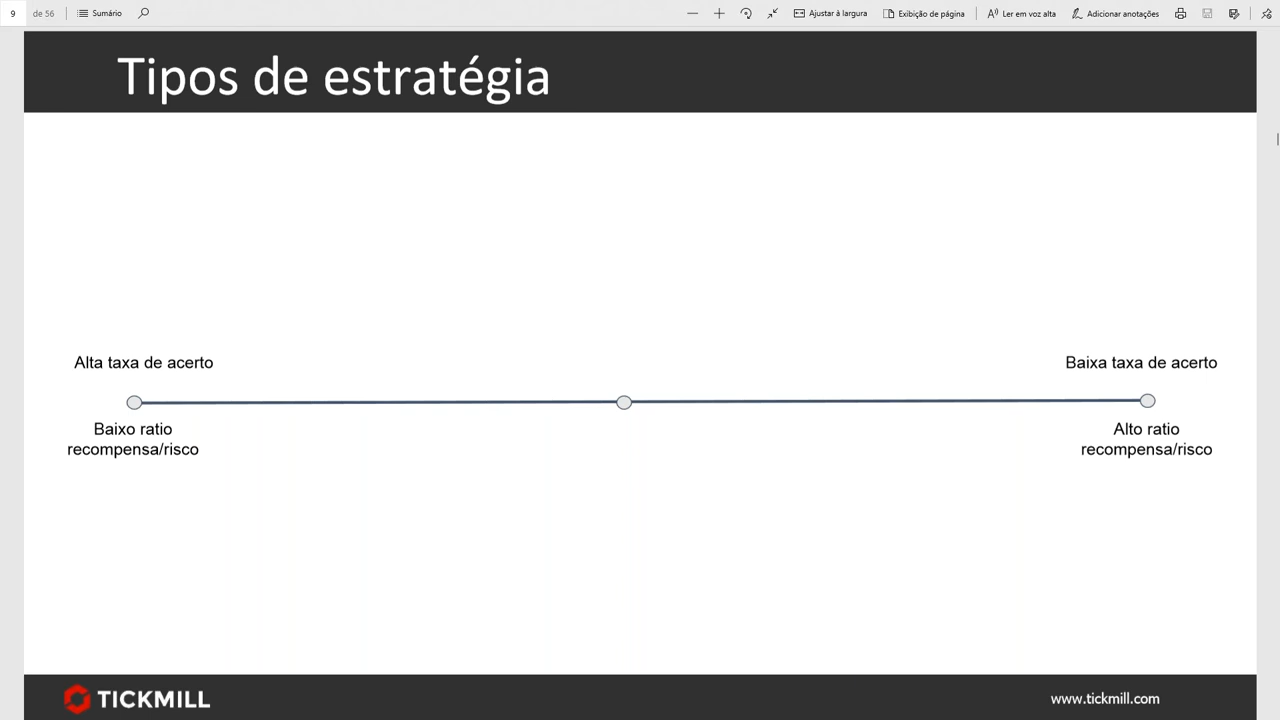 9 de 56 Sumário Ajustar à largura Exibição de página Ler em voz alta Adicionar anotações
Tipos de estratégia
Alta taxa de acerto
Baixa taxa de acerto
Baixo ratio
recompensa/risco
Alto ratio
recompensa/risco
TICKMILL
www.tickmill.com